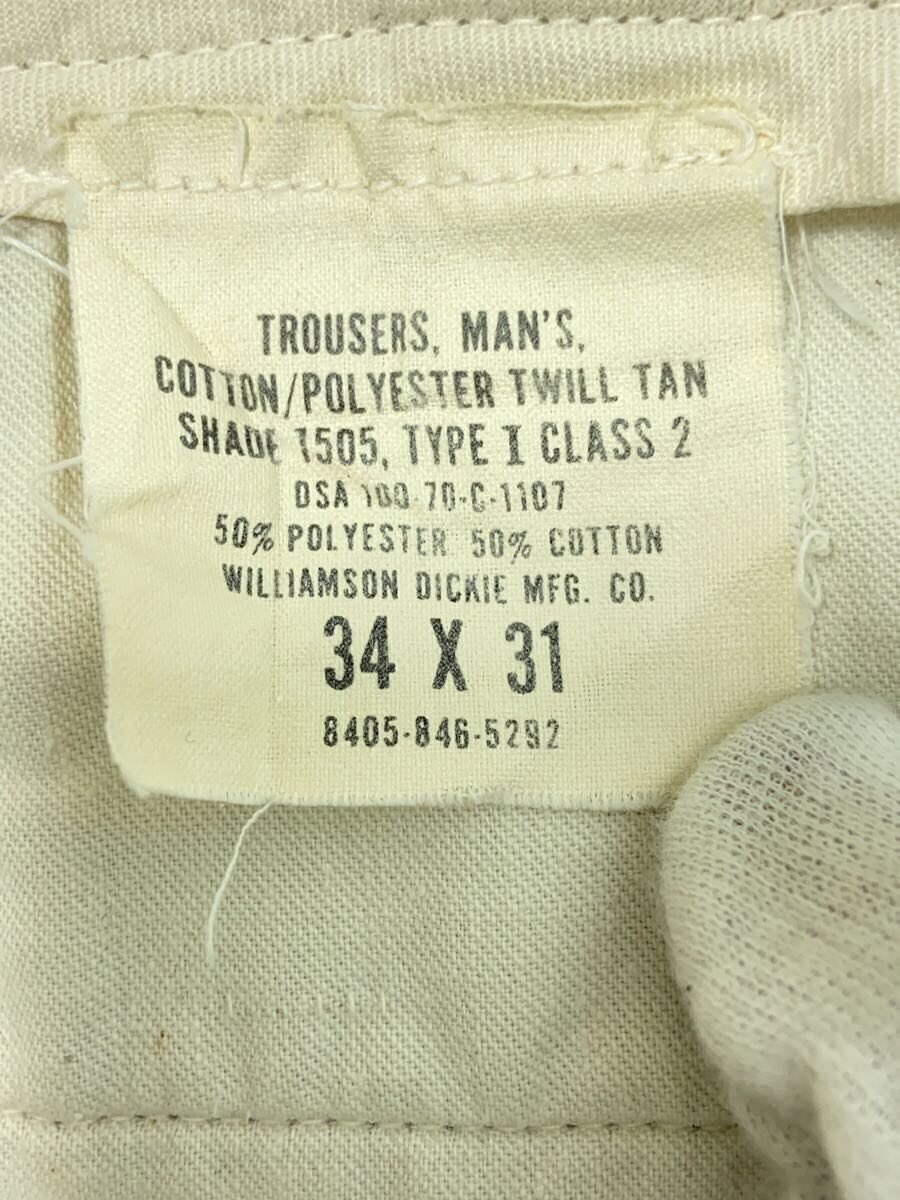 TROUSERS, MAN'S,
COTTON/POLYESTER TWILL TAN
SHADE 1505, TYPE I CLASS 2
DSA 100-70-C-1107
50% POLYESTER 50% COTTON
WILLIAMSON DICKIE MFG. CO.
34 X 31
8405-846-5292